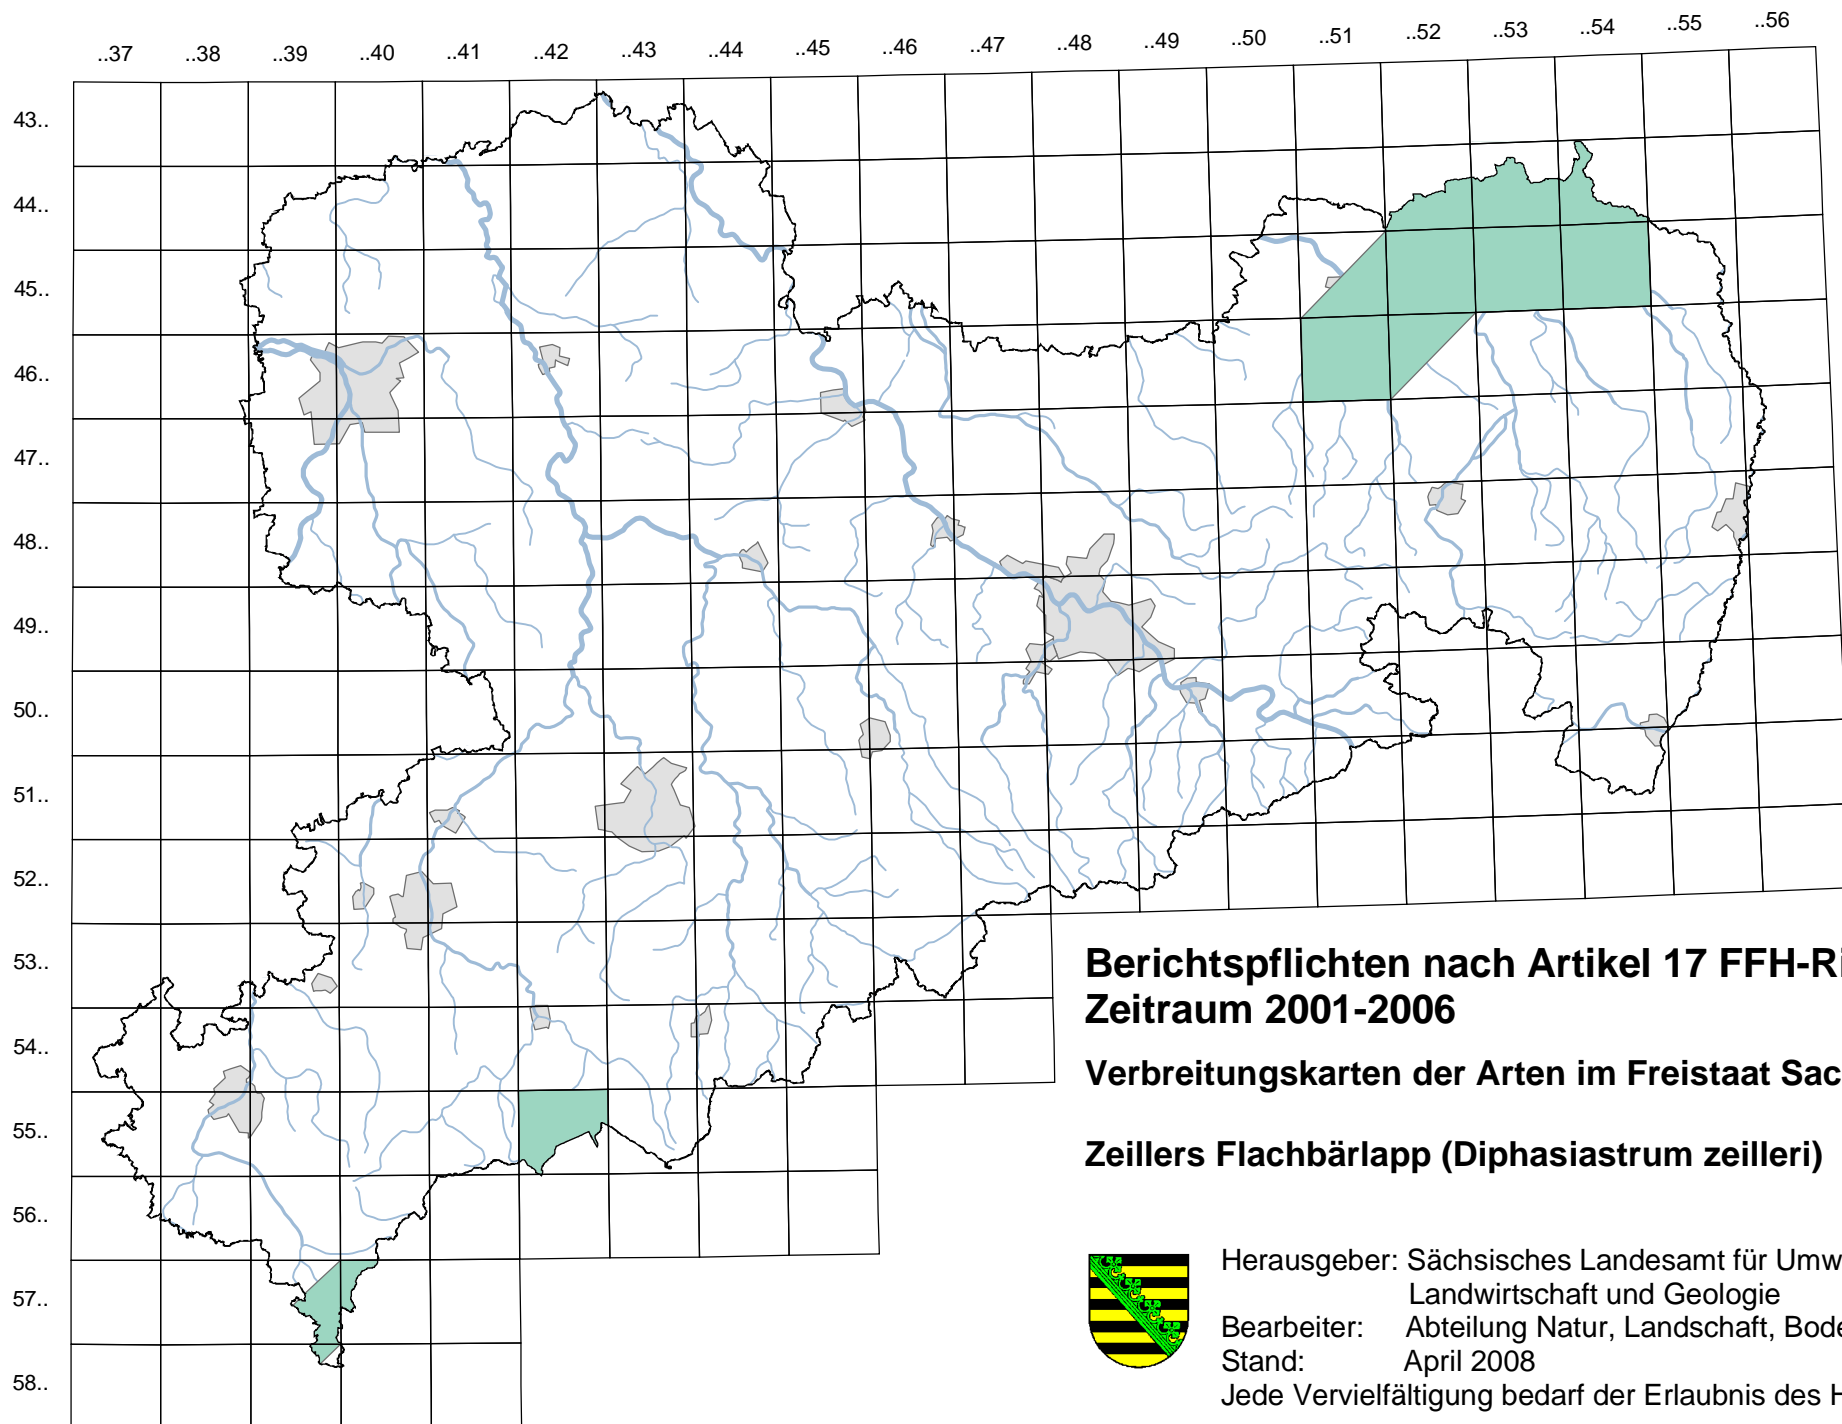 ..37 ..38 ..39 ..40 ..41 ..42 ..43 ..44 ..45 ..46 ..47 ..48 ..49 ..50 ..51 ..52 ..53 ..54 ..55 ..56
43..
44..
45..
46..
47..
48..
49..
50..
51..
52..
53..
54..
55..
56..
57..
58..
Berichtspflichten nach Artikel 17 FFH-Ri
Zeitraum 2001-2006
Verbreitungskarten der Arten im Freistaat Sac
Zeillers Flachbärlapp (Diphasiastrum zeilleri)
Herausgeber: Sächsisches Landesamt für Umw
Landwirtschaft und Geologie
Bearbeiter: Abteilung Natur, Landschaft, Bode
Stand: April 2008
Jede Vervielfältigung bedarf der Erlaubnis des H